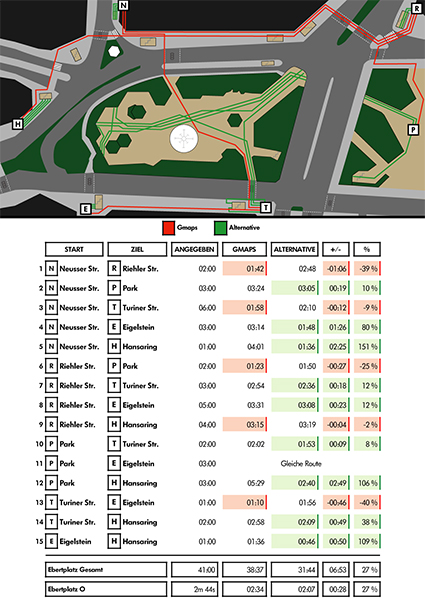 N
R
H
P
E
T
Gmaps Alternative
START ZIEL ANGEGEBEN GMAPS ALTERNATIVE +/- %
1 N Neusser Str. R Riehler Str. 02:00 01:42 02:48 -01:06 -39 %
2 N Neusser Str. P Park 03:00 03:24 03:05 00:19 10 %
3 N Neusser Str. T Turiner Str. 06:00 01:58 02:10 -00:12 -9 %
4 N Neusser Str. E Eigelstein 03:00 03:14 01:48 01:26 80 %
5 N Neusser Str. H Hansaring 01:00 04:01 01:36 02:25 151 %
6 R Riehler Str. P Park 02:00 01:23 01:50 -00:27 -25 %
7 R Riehler Str. T Turiner Str. 03:00 02:54 02:36 00:18 12 %
8 R Riehler Str. E Eigelstein 05:00 03:31 03:08 00:23 12 %
9 R Riehler Str. H Hansaring 04:00 03:15 03:19 -00:04 -2 %
10 P Park T Turiner Str. 02:00 02:02 01:53 00:09 8 %
11 P Park E Eigelstein 03:00 Gleiche Route
12 P Park H Hansaring 03:00 05:29 02:40 02:49 106 %
13 T Turiner Str. E Eigelstein 01:00 01:10 01:56 -00:46 -40 %
14 T Turiner Str. H Hansaring 02:00 02:58 02:09 00:49 38 %
15 E Eigelstein H Hansaring 01:00 01:36 00:46 00:50 109 %
Ebertplatz Gesamt 41:00 38:37 31:44 06:53 27 %
Ebertplatz O 2m 44s 02:34 02:07 00:28 27 %